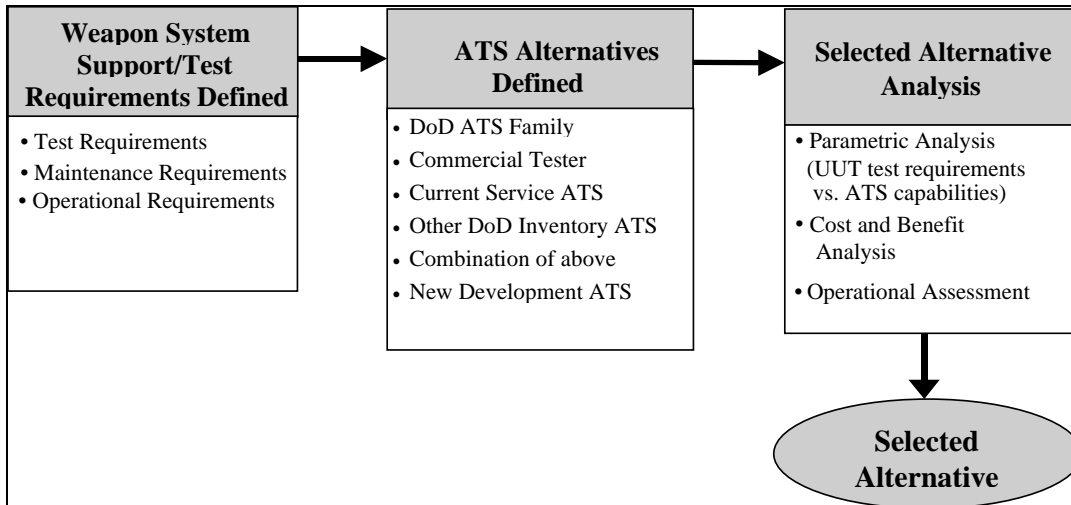 Weapon System
Support/Test
Requirements Defined
• Test Requirements
• Maintenance Requirements
• Operational Requirements
ATS Alternatives
Defined
• DoD ATS Family
• Commercial Tester
• Current Service ATS
• Other DoD Inventory ATS
• Combination of above
• New Development ATS
Selected Alternative
Analysis
• Parametric Analysis
(UUT test requirements
vs. ATS capabilities)
• Cost and Benefit
Analysis
• Operational Assessment
Selected
Alternative